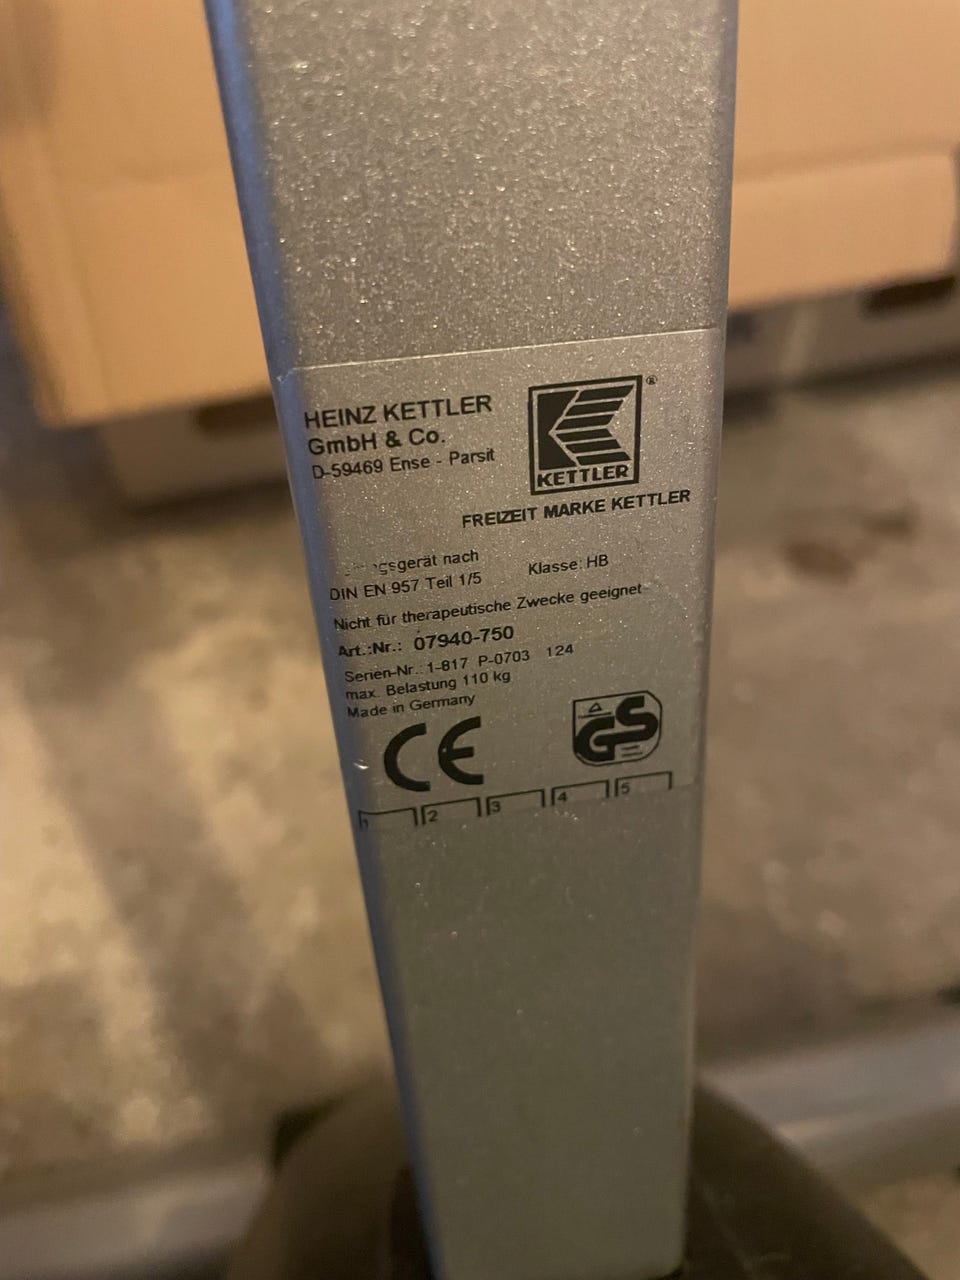 HEINZ KETTLER
GmbH & Co.
D-59469 Ense - Parsit
®
KETTLER
FREIZEIT MARKE KETTLER
nach
DIN EN 957 Teil 1/5
Klasse: HB
Nicht für therapeutische Zwecke geeignet
Art.:Nr.: 07940-750
Serien-Nr.: 1-817 P-0703 124
max. Belastung 110 kg
Made in Germany
CE
GS
1 2 3 4 5